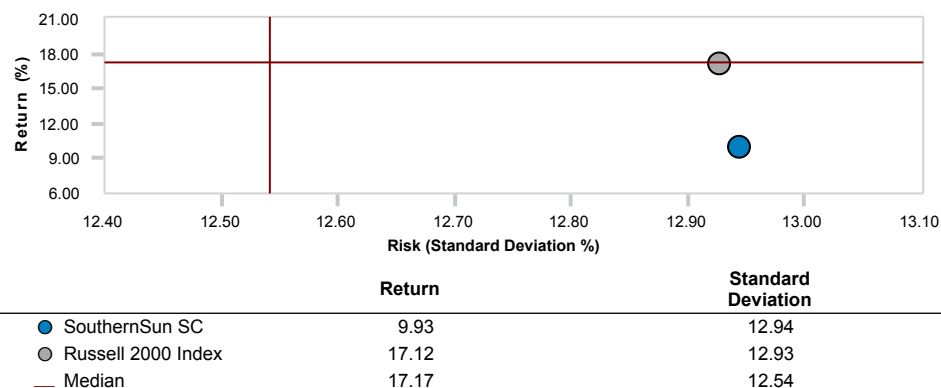 21.00
18.00
15.00
12.00
9.00
6.00
Return (%)
12.40 12.50 12.60 12.70 12.80 12.90 13.00 13.10
Risk (Standard Deviation %)
Return Standard Deviation
SouthernSun SC 9.93 12.94
Russell 2000 Index 17.12 12.93
Median 17.17 12.54